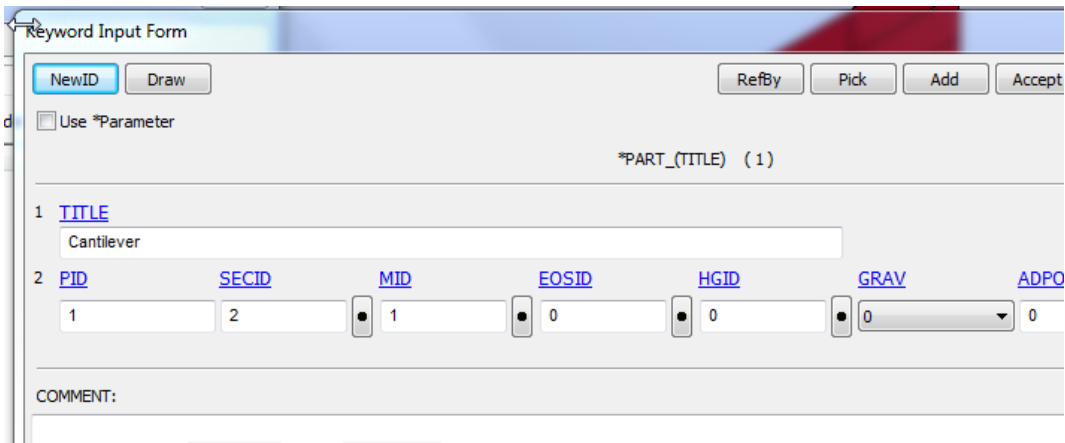 Keyword Input Form
NewID Draw RefBy Pick Add Accept
d Use *Parameter
*PART_(TITLE) (1)
1 TITLE
Cantilever
2 PID SECID MID EOSID HGID GRAV ADPO
1 2 1 0 0 0 0
COMMENT: